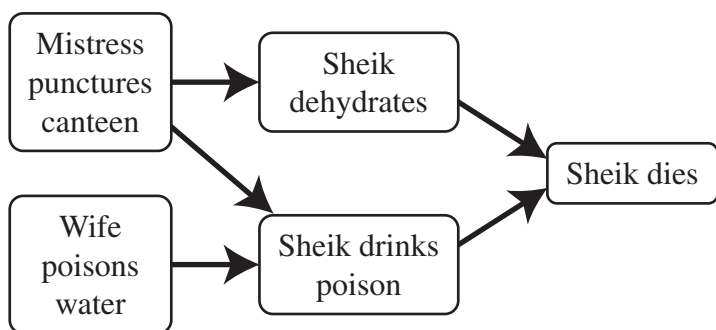 Mistress
punctures
canteen
Sheik
dehydrates
Sheik dies
Wife
poisons
water
Sheik drinks
poison